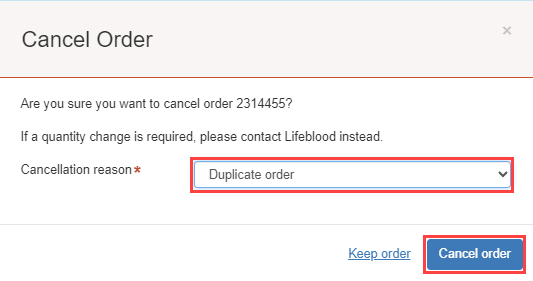 Cancel Order
×
Are you sure you want to cancel order 2314455?
If a quantity change is required, please contact Lifeblood instead.
Cancellation reason* Duplicate order
Keep order Cancel order